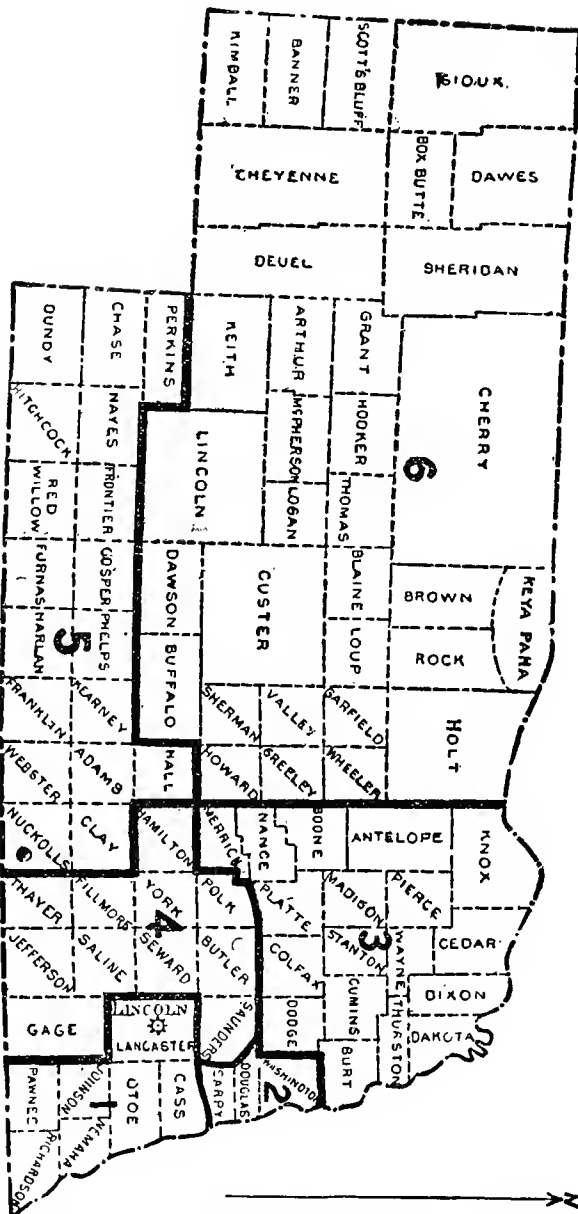 SIOUX
SCOTT'S BLUFF
BANNER
KIMBALL
DAWES
BOX BUTTE
CHEYENNE
SHERIDAN
DEUEL
CHERRY
GRANT
HOOKER
THOMAS
ARTHUR
McPHERSON
LOGAN
KEITH
LINCOLN
6
KEYA PAHA
BROWN
ROCK
HOLT
BLAINE
LOUP
GARFIELD
WHEELER
CUSTER
VALLEY
GREELEY
SHERMAN
HOWARD
DAWSON
BUFFALO
HALL
PERKINS
CHASE
HAYES
FRONTIER
GOSPER
PHELPS
KEARNEY
ADAMS
CLAY
DUNDY
HITCHCOCK
RED
WILLOW
FURNAS
HARLAN
FRANKLIN
WEBSTER
NUCKOLLS
5
KNOX
CEDAR
DIXON
DAKOTA
ANTELOPE
PIERCE
WAYNE
THURSTON
BOONE
MADISON
STANTON
CUMINS
BURT
3
NANCE
PLATTE
COLFAX
DODGE
MERRICK
WASHINGTON
DOUGLAS
SARPY
2
HAMILTON
YORK
SEWARD
POLK
BUTLER
SAUNDERS
4
THAYER
FILLMORE
JEFFERSON
SALINE
GAGE
LINCOLN
LANCASTER
CASS
OTOE
1
JOHNSON
NEMAHA
PAWNEE
RICHARDSON
N